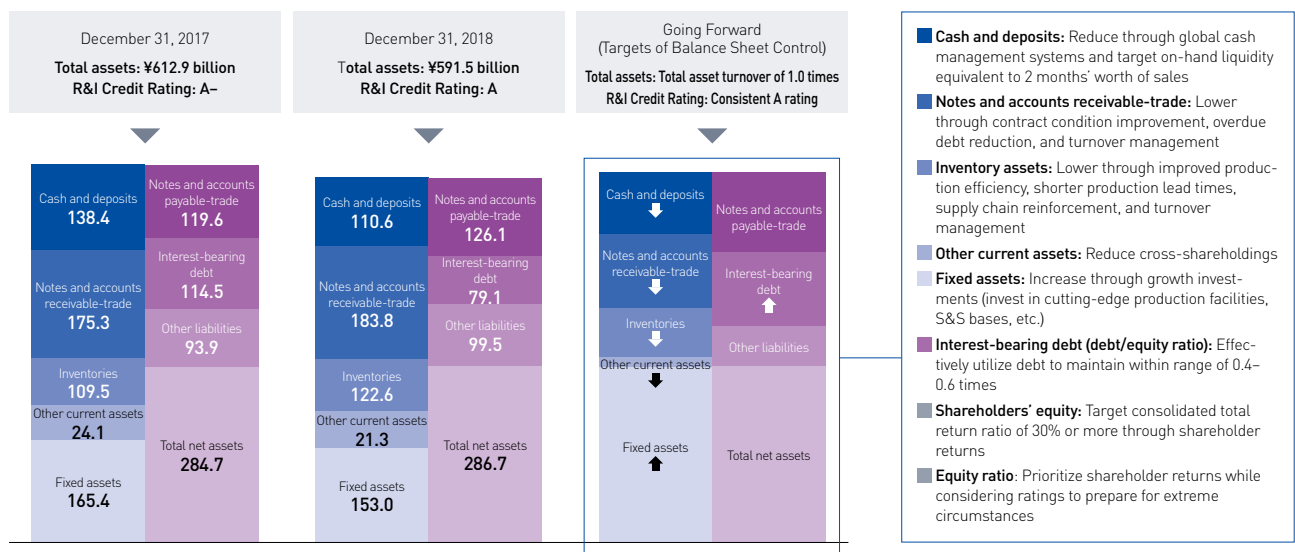 December 31, 2017
Total assets: ¥612.9 billion
R&I Credit Rating: A–
Cash and deposits
138.4
Notes and accounts
receivable-trade
175.3
Inventories
109.5
Other current assets
24.1
Fixed assets
165.4
Notes and accounts
payable-trade
119.6
Interest-bearing
debt
114.5
Other liabilities
93.9
Total net assets
284.7
December 31, 2018
Total assets: ¥591.5 billion
R&I Credit Rating: A
Cash and deposits
110.6
Notes and accounts
receivable-trade
183.8
Inventories
122.6
Other current assets
21.3
Fixed assets
153.0
Notes and accounts
payable-trade
126.1
Interest-bearing
debt
79.1
Other liabilities
99.5
Total net assets
286.7
Going Forward
(Targets of Balance Sheet Control)
Total assets: Total asset turnover of 1.0 times
R&I Credit Rating: Consistent A rating
Cash and deposits
Notes and accounts
receivable-trade
Inventories
Other current assets
Fixed assets
Notes and accounts
payable-trade
Interest-bearing
debt
Other liabilities
Total net assets
Cash and deposits: Reduce through global cash
management systems and target on-hand liquidity
equivalent to 2 months’ worth of sales
Notes and accounts receivable-trade: Lower
through contract condition improvement, overdue
debt reduction, and turnover management
Inventory assets: Lower through improved produc-
tion efficiency, shorter production lead times,
supply chain reinforcement, and turnover
management
Other current assets: Reduce cross-shareholdings
Fixed assets: Increase through growth invest-
ments (invest in cutting-edge production facilities,
S&S bases, etc.)
Interest-bearing debt (debt/equity ratio): Effec-
tively utilize debt to maintain within range of 0.4–
0.6 times
Shareholders’ equity: Target consolidated total
return ratio of 30% or more through shareholder
returns
Equity ratio: Prioritize shareholder returns while
considering ratings to prepare for extreme
circumstances